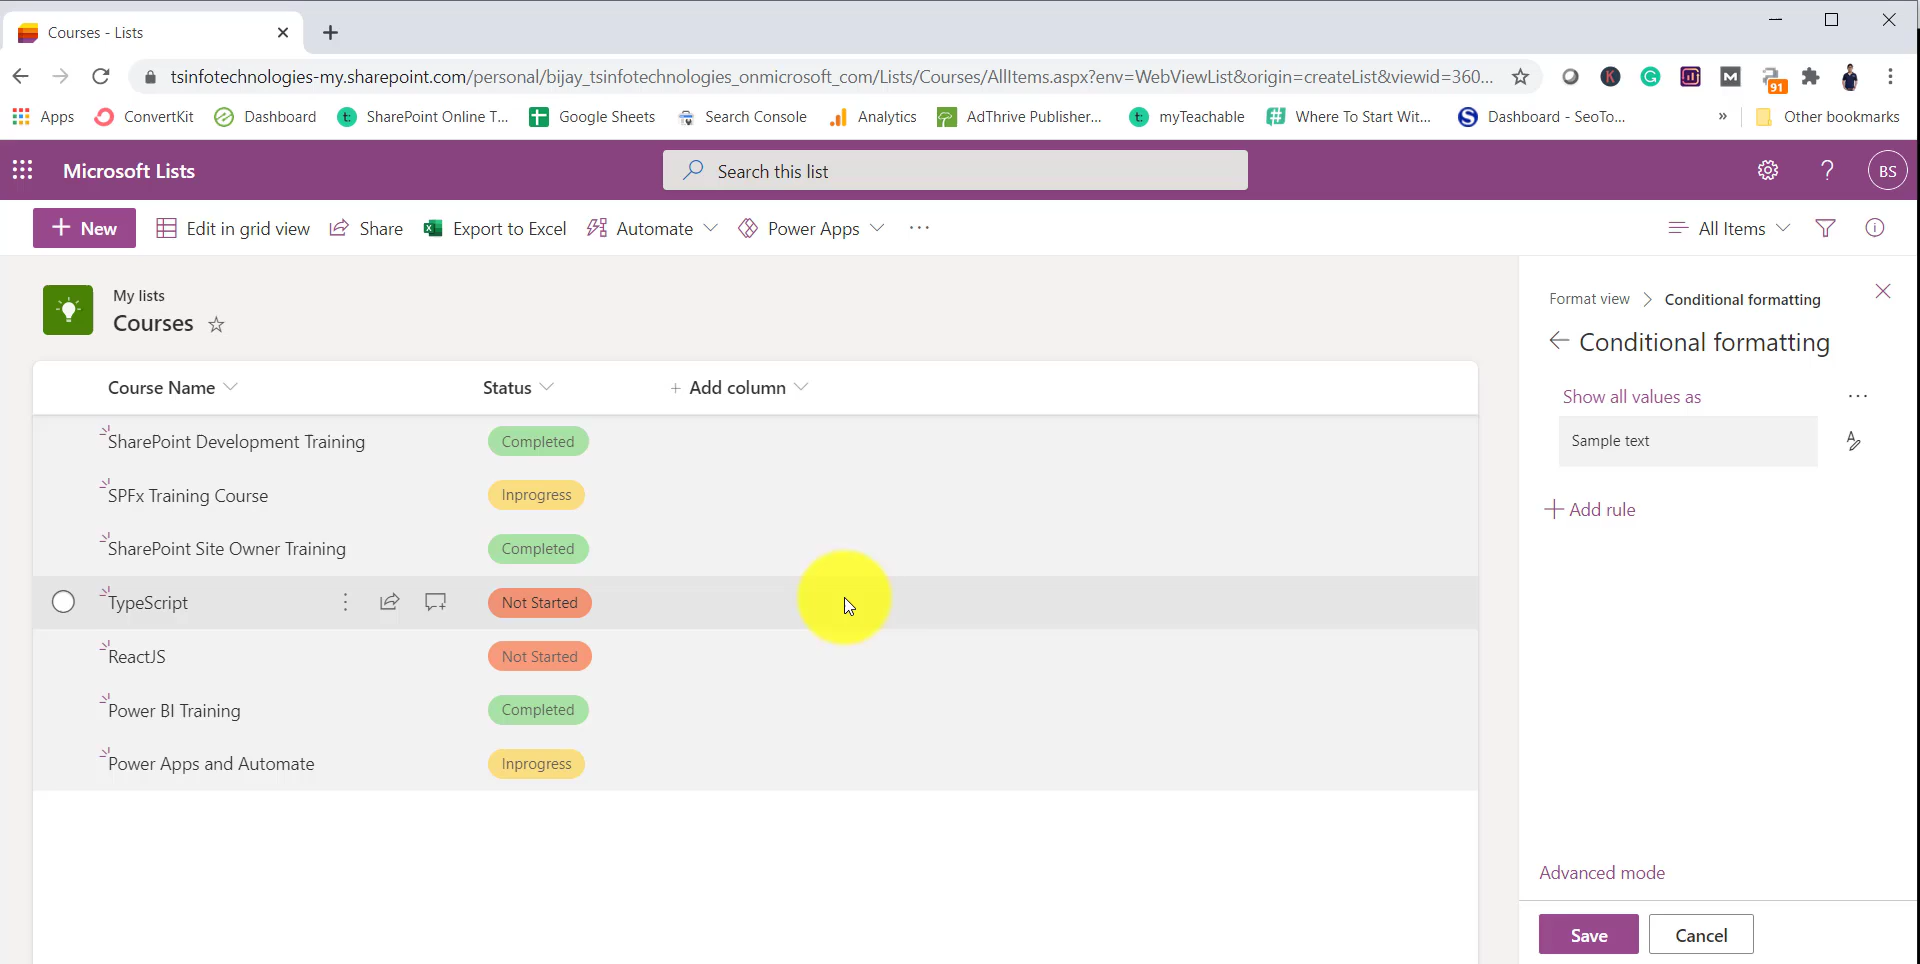 Courses - Lists
tsinfotechnologies-my.sharepoint.com/personal/bijay_tsinfotechnologies_onmicrosoft_com/Lists/Courses/AllItems.aspx?env=WebViewList&origin=createList&viewid=360...
K
G
M
91
Apps
ConvertKit
Dashboard
t:
SharePoint Online T...
Google Sheets
Search Console
Analytics
AdThrive Publisher...
t:
myTeachable
Where To Start Wit...
S
Dashboard - SeoTo...
»
Other bookmarks
Microsoft Lists
Search this list
?
BS
+ New
Edit in grid view
Share
Export to Excel
Automate
Power Apps
...
All Items
My lists
Courses
Format view > Conditional formatting
Conditional formatting
Course Name
Status
+ Add column
Show all values as
...
Sample text
SharePoint Development Training
Completed
SPFx Training Course
Inprogress
+ Add rule
SharePoint Site Owner Training
Completed
TypeScript
Not Started
ReactJS
Not Started
Power BI Training
Completed
Power Apps and Automate
Inprogress
Advanced mode
Save
Cancel